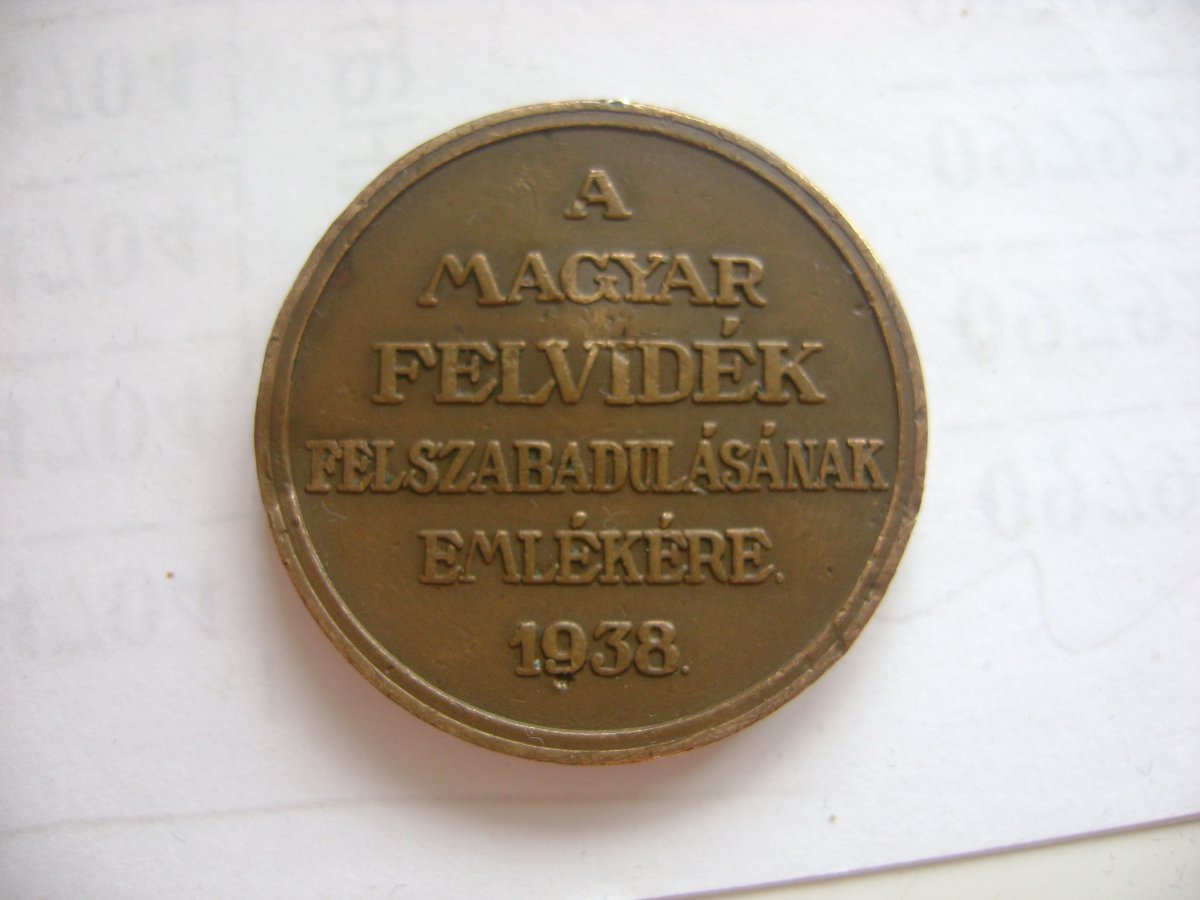 A
MAGYAR
FELVIDÉK
FELSZABADULÁSÁNAK
EMLÉKÉRE.
1938.